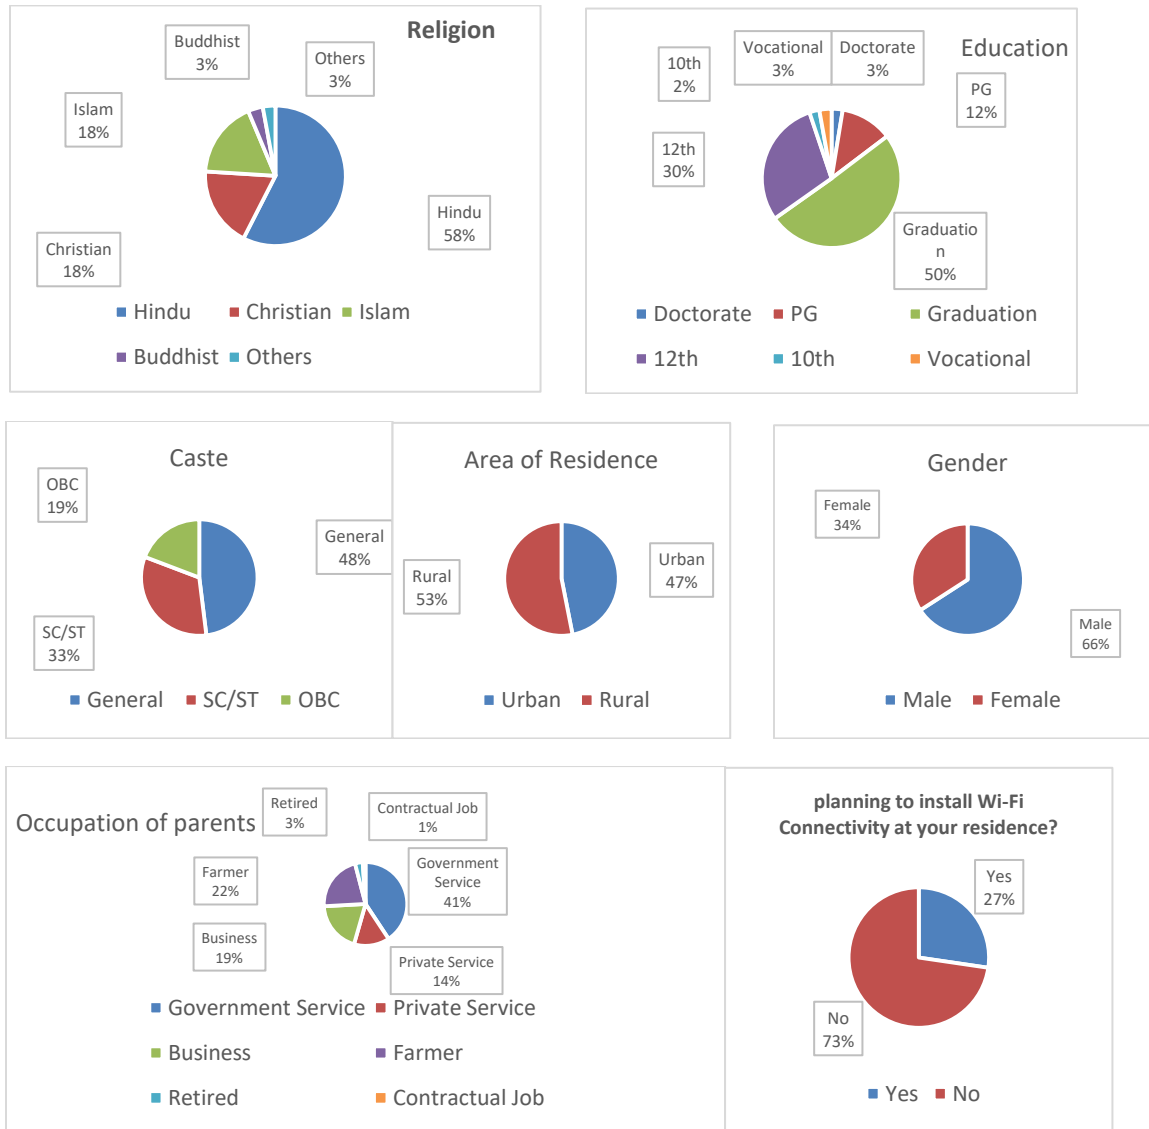 Religion
Buddhist
3%
Others
3%
Islam
18%
Christian
18%
Hindu
58%
Hindu Christian Islam
Buddhist Others
Education
10th
2%
Vocational
3%
Doctorate
3%
PG
12%
12th
30%
Graduatio
n
50%
Doctorate PG Graduation
12th 10th Vocational
Caste
OBC
19%
General
48%
SC/ST
33%
General SC/ST OBC
Area of Residence
Rural
53%
Urban
47%
Urban Rural
Gender
Female
34%
Male
66%
Male Female
Occupation of parents
Retired
3%
Contractual Job
1%
Farmer
22%
Government
Service
41%
Business
19%
Private Service
14%
Government Service Private Service
Business Farmer
Retired Contractual Job
planning to install Wi-Fi
Connectivity at your residence?
Yes
27%
No
73%
Yes No